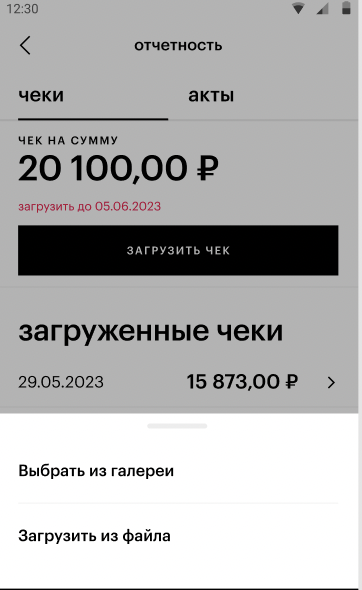 12:30
отчетность
чеки
акты
ЧЕК НА СУММУ
20 100,00 ₽
загрузить до 05.06.2023
ЗАГРУЗИТЬ ЧЕК
загруженные чеки
29.05.2023 15 873,00 ₽
Выбрать из галереи
Загрузить из файла